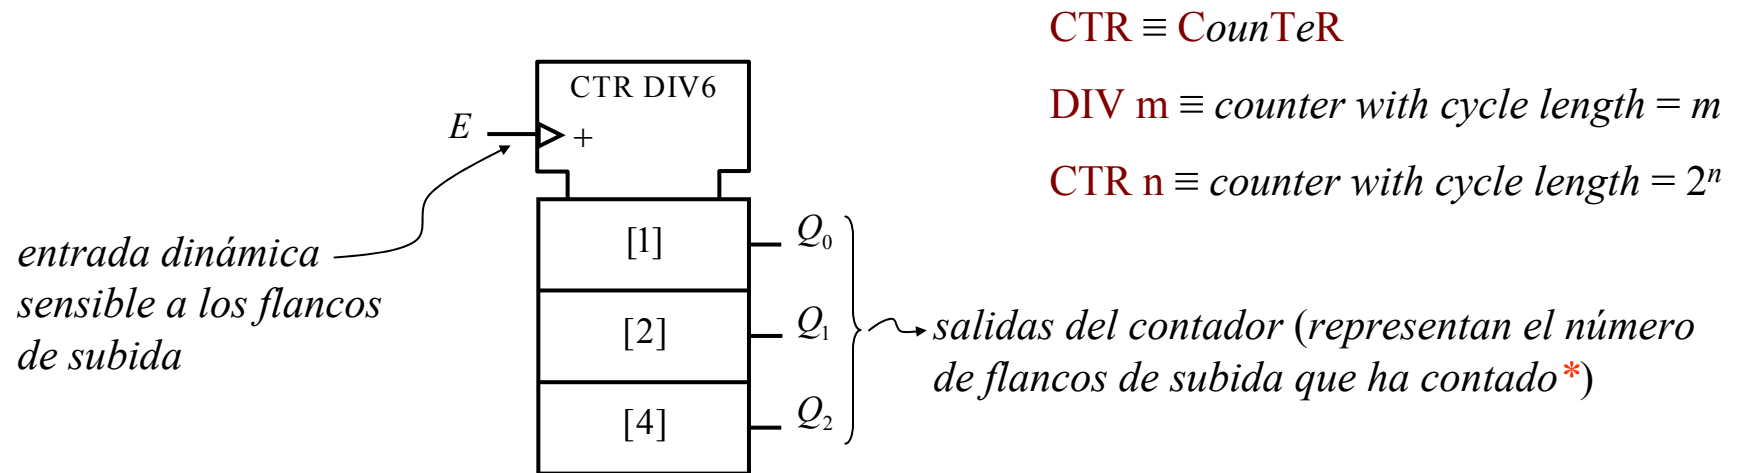 CTR ≡ CounTeR
DIV m ≡ counter with cycle length = m
CTR n ≡ counter with cycle length = 2ⁿ
CTR DIV6
E
+
[1]
Q₀
[2]
Q₁
[4]
Q₂
entrada dinámica
sensible a los flancos
de subida
salidas del contador (representan el número
de flancos de subida que ha contado*)